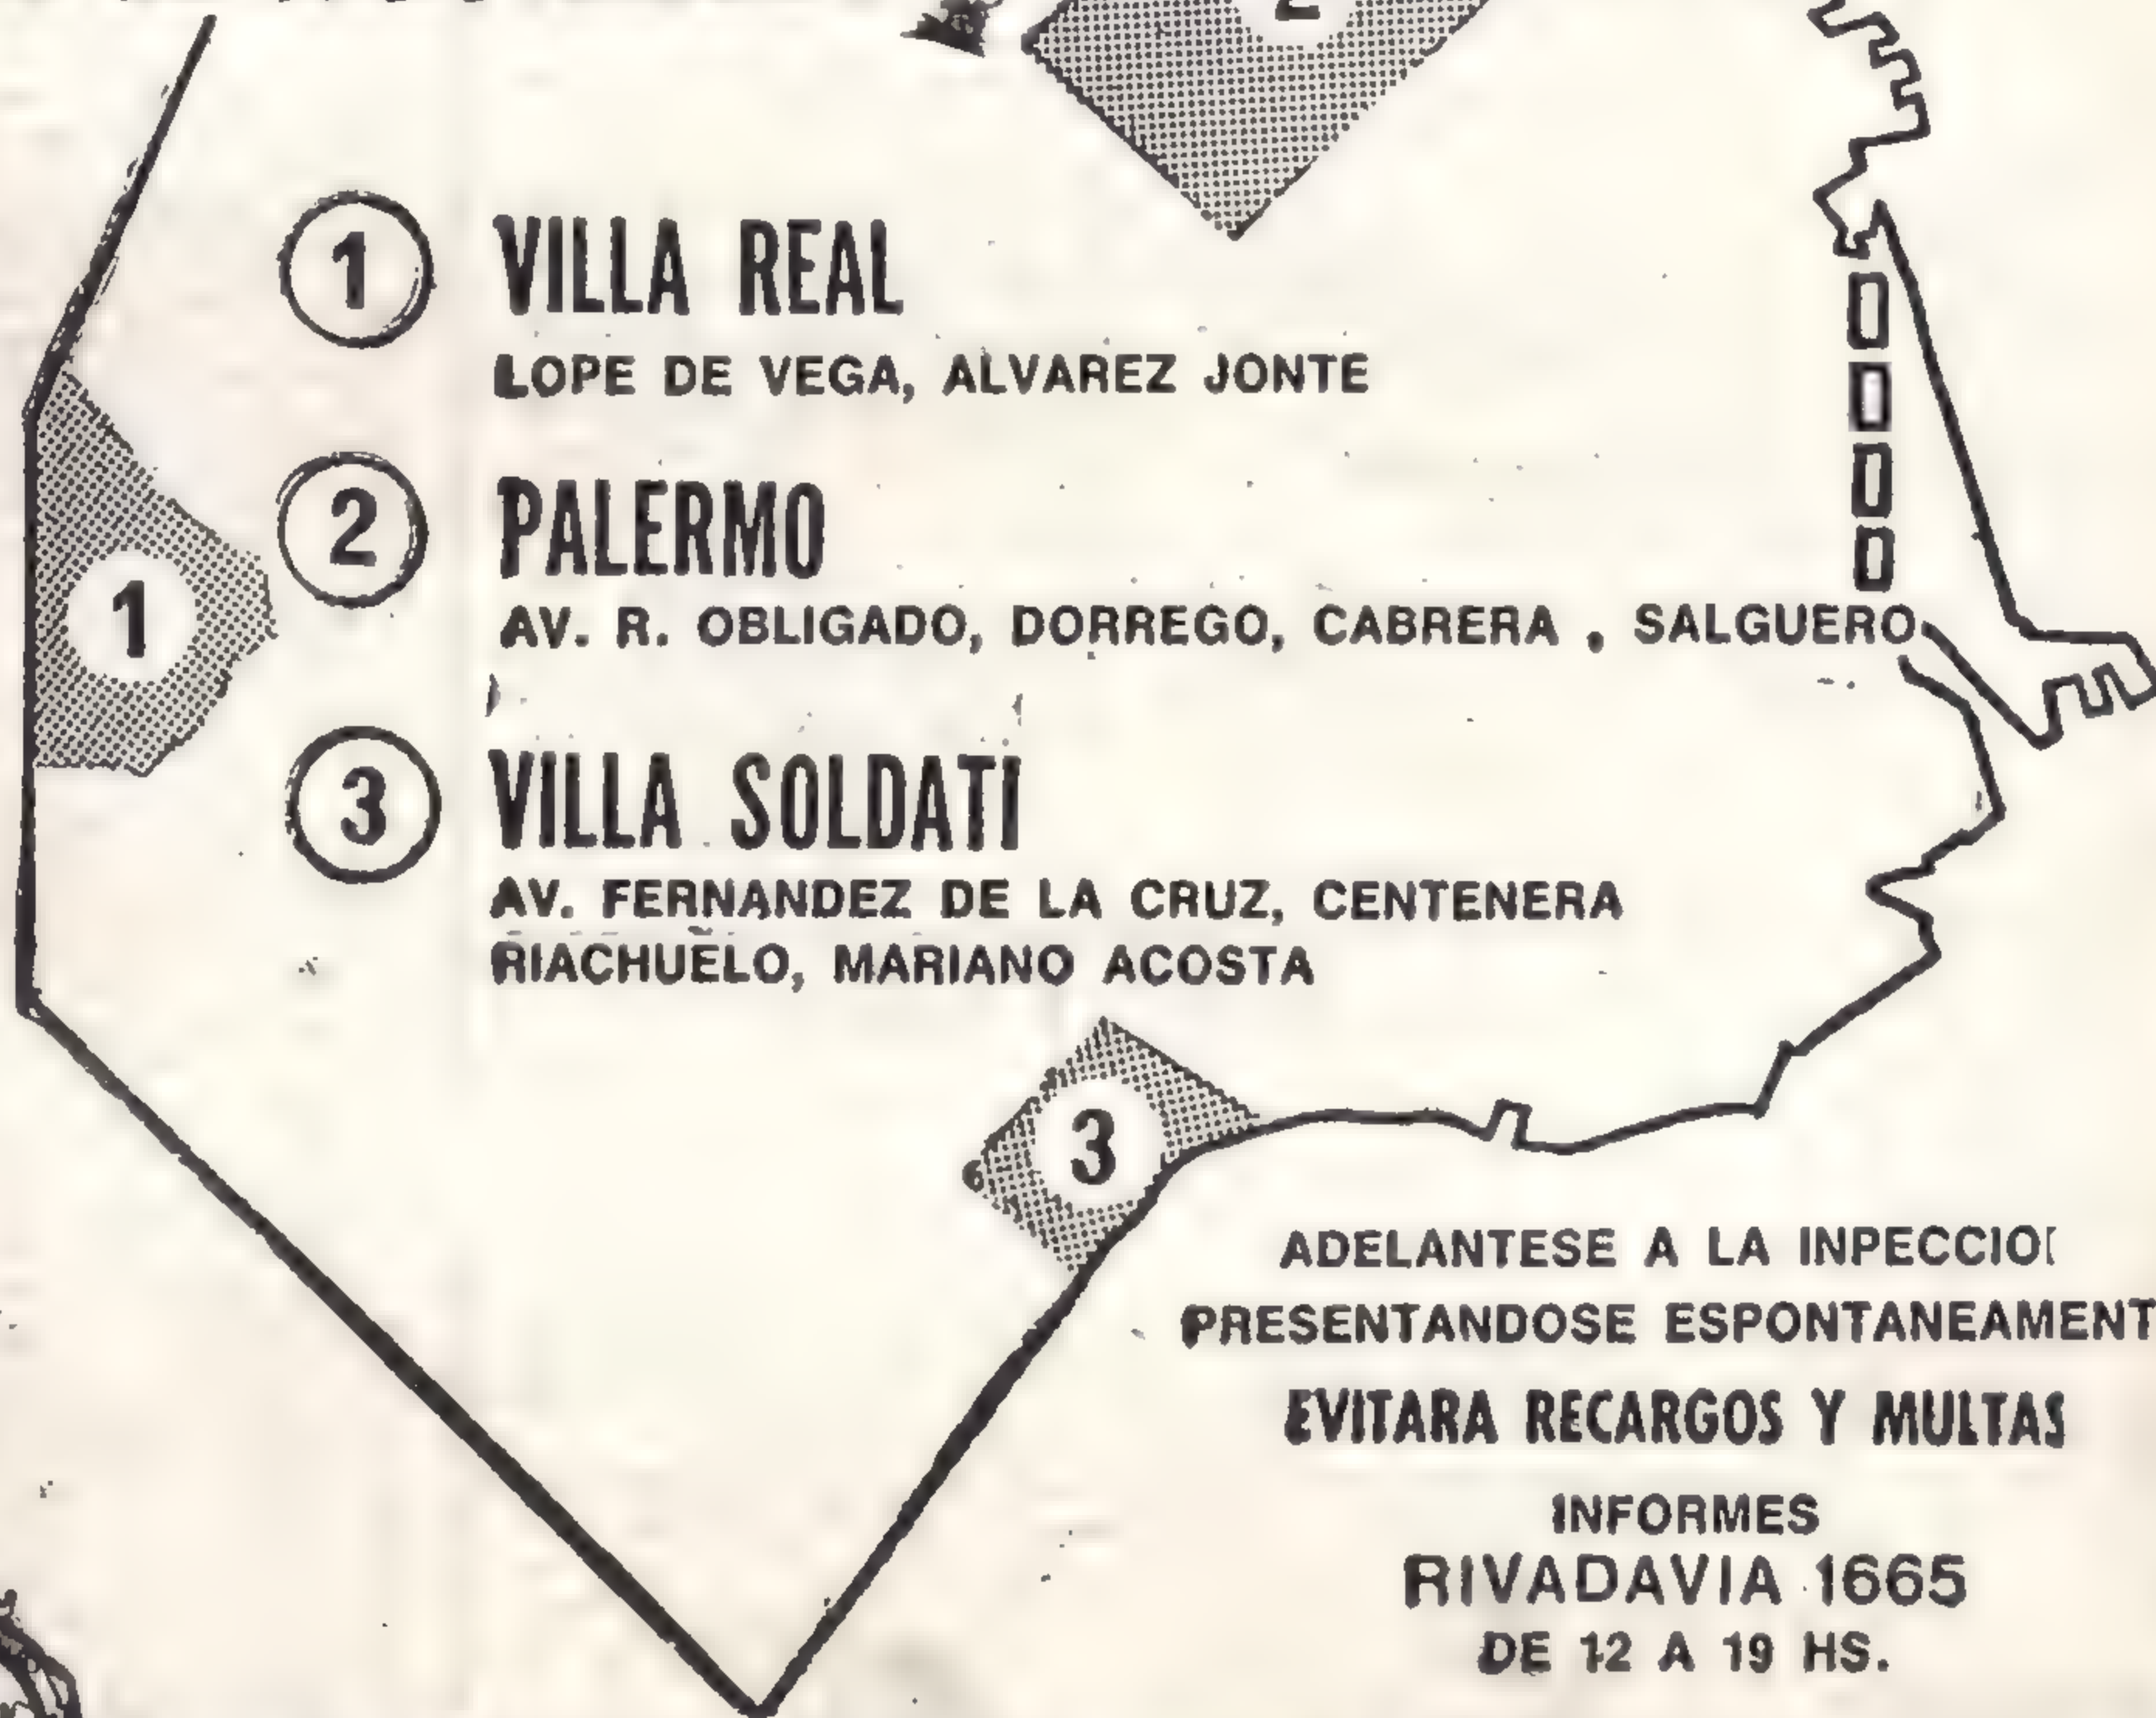 2
1 VILLA REAL
LOPE DE VEGA, ALVAREZ JONTE
2 PALERMO
1
AV. R. OBLIGADO, DORREGO, CABRERA , SALGUERO
3 VILLA SOLDATI
AV. FERNANDEZ DE LA CRUZ, CENTENERA
RIACHUELO, MARIANO ACOSTA
3
ADELANTESE A LA INPECCIO
PRESENTANDOSE ESPONTANEAMENT
EVITARA RECARGOS Y MULTAS
INFORMES
RIVADAVIA 1665
DE 12 A 19 HS.